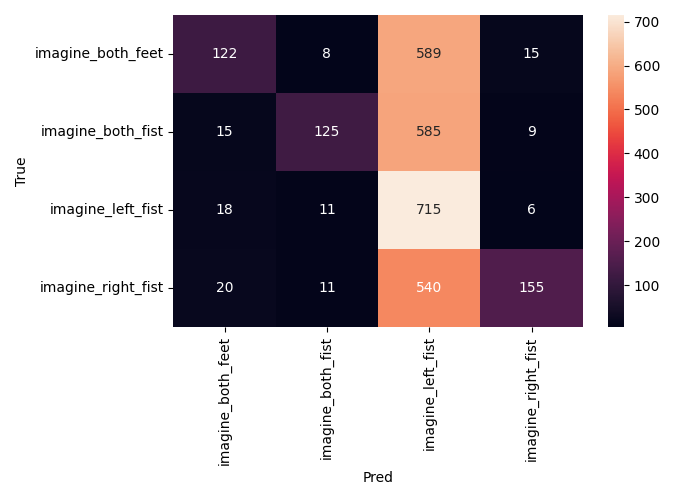 imagine_both_feet 122 8 589 15
imagine_both_fist 15 125 585 9
imagine_left_fist 18 11 715 6
imagine_right_fist 20 11 540 155
True
imagine_both_feet
imagine_both_fist
imagine_left_fist
imagine_right_fist
Pred
700
600
500
400
300
200
100